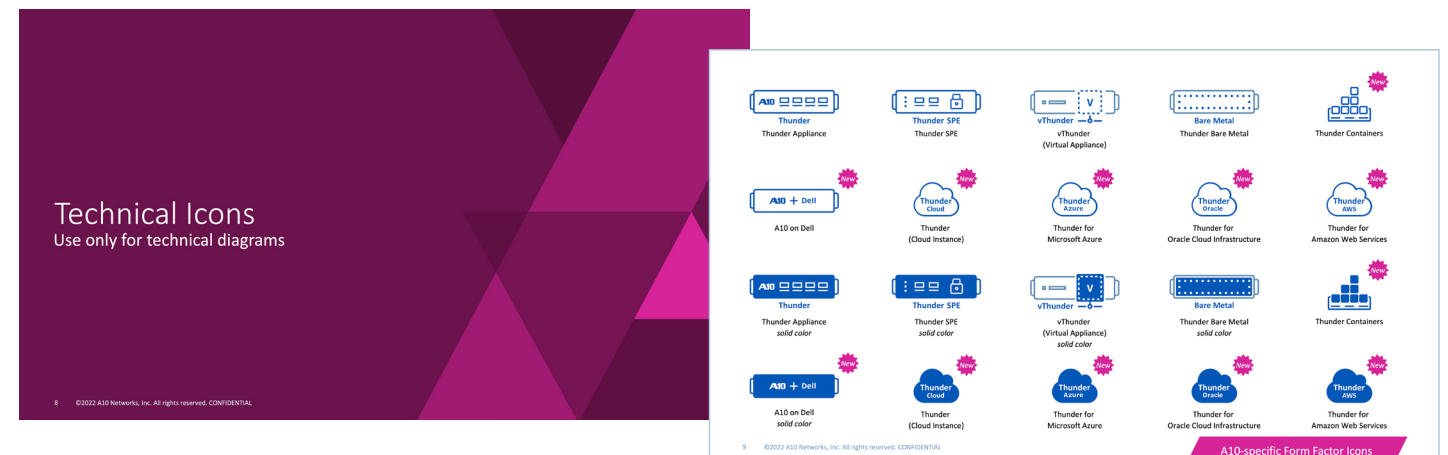 Technical Icons
Use only for technical diagrams
8 ©2022 A10 Networks, Inc. All rights reserved. CONFIDENTIAL
New
A10
Thunder
Thunder Appliance
Thunder SPE
Thunder SPE
V
vThunder
vThunder
(Virtual Appliance)
Bare Metal
Thunder Bare Metal
Thunder Containers
New
New
New
New
New
A10 + Dell
A10 on Dell
Thunder
Cloud
Thunder
(Cloud Instance)
Thunder
Azure
Thunder for
Microsoft Azure
Thunder
Oracle
Thunder for
Oracle Cloud Infrastructure
Thunder
AWS
Thunder for
Amazon Web Services
New
A10
Thunder
Thunder Appliance
solid color
Thunder SPE
Thunder SPE
solid color
V
vThunder
vThunder
(Virtual Appliance)
solid color
Bare Metal
Thunder Bare Metal
solid color
Thunder Containers
New
New
New
New
New
A10 + Dell
A10 on Dell
solid color
Thunder
Cloud
Thunder
(Cloud Instance)
Thunder
Azure
Thunder for
Microsoft Azure
Thunder
Oracle
Thunder for
Oracle Cloud Infrastructure
Thunder
AWS
Thunder for
Amazon Web Services
9 ©2022 A10 Networks, Inc. All rights reserved. CONFIDENTIAL
A10-specific Form Factor Icons